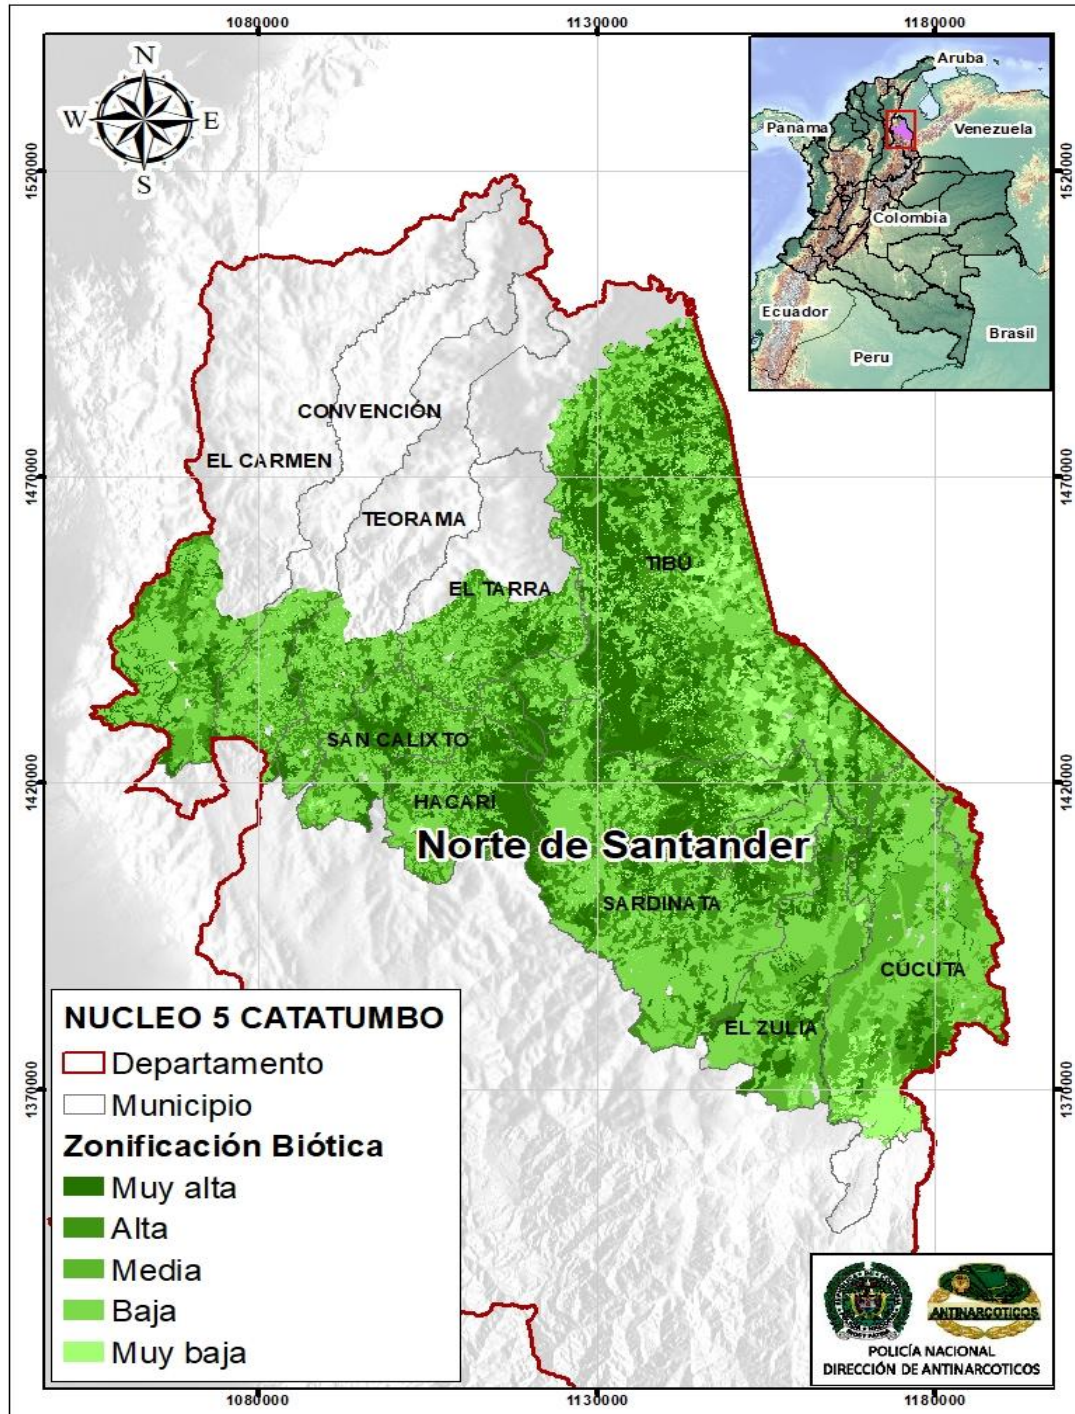 1080000
1130000
1180000
N
W
E
S
Aruba
Panama
Venezuela
Colombia
Ecuador
Brasil
Peru
1520000
1520000
CONVENCIÓN
EL CARMEN
1470000
1470000
TEORAMA
TIBÚ
EL TARRA
SAN CALIXTO
1420000
1420000
HACARÍ
Norte de Santander
SARDINATA
CÚCUTA
EL ZULIA
1370000
1370000
NUCLEO 5 CATATUMBO
Departamento
Municipio
Zonificación Biótica
Muy alta
Alta
Media
Baja
Muy baja
ANTINARCOTICOS
POLICÍA NACIONAL
DIRECCIÓN DE ANTINARCOTICOS
1080000
1130000
1180000